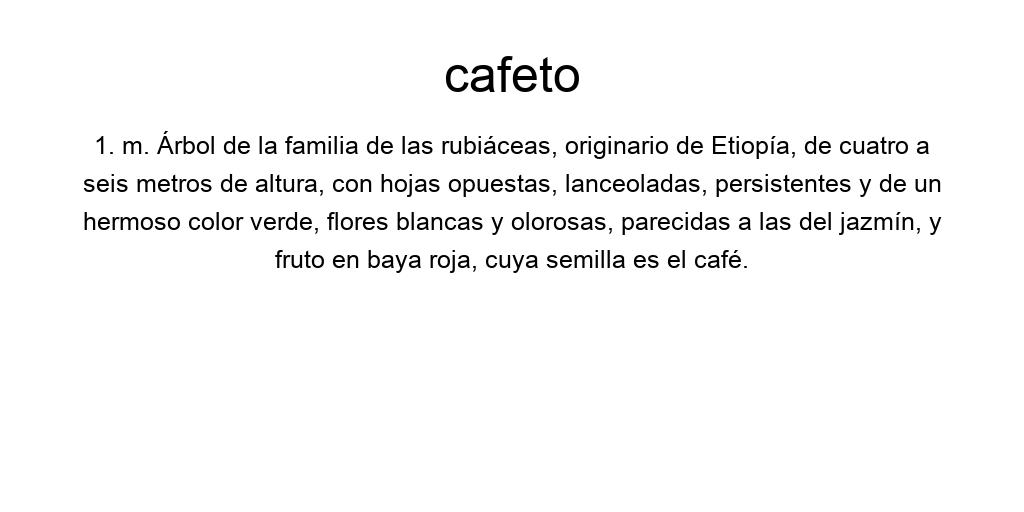 cafeto
1. m. Árbol de la familia de las rubiáceas, originario de Etiopía, de cuatro a
seis metros de altura, con hojas opuestas, lanceoladas, persistentes y de un
hermoso color verde, flores blancas y olorosas, parecidas a las del jazmín, y
fruto en baya roja, cuya semilla es el café.